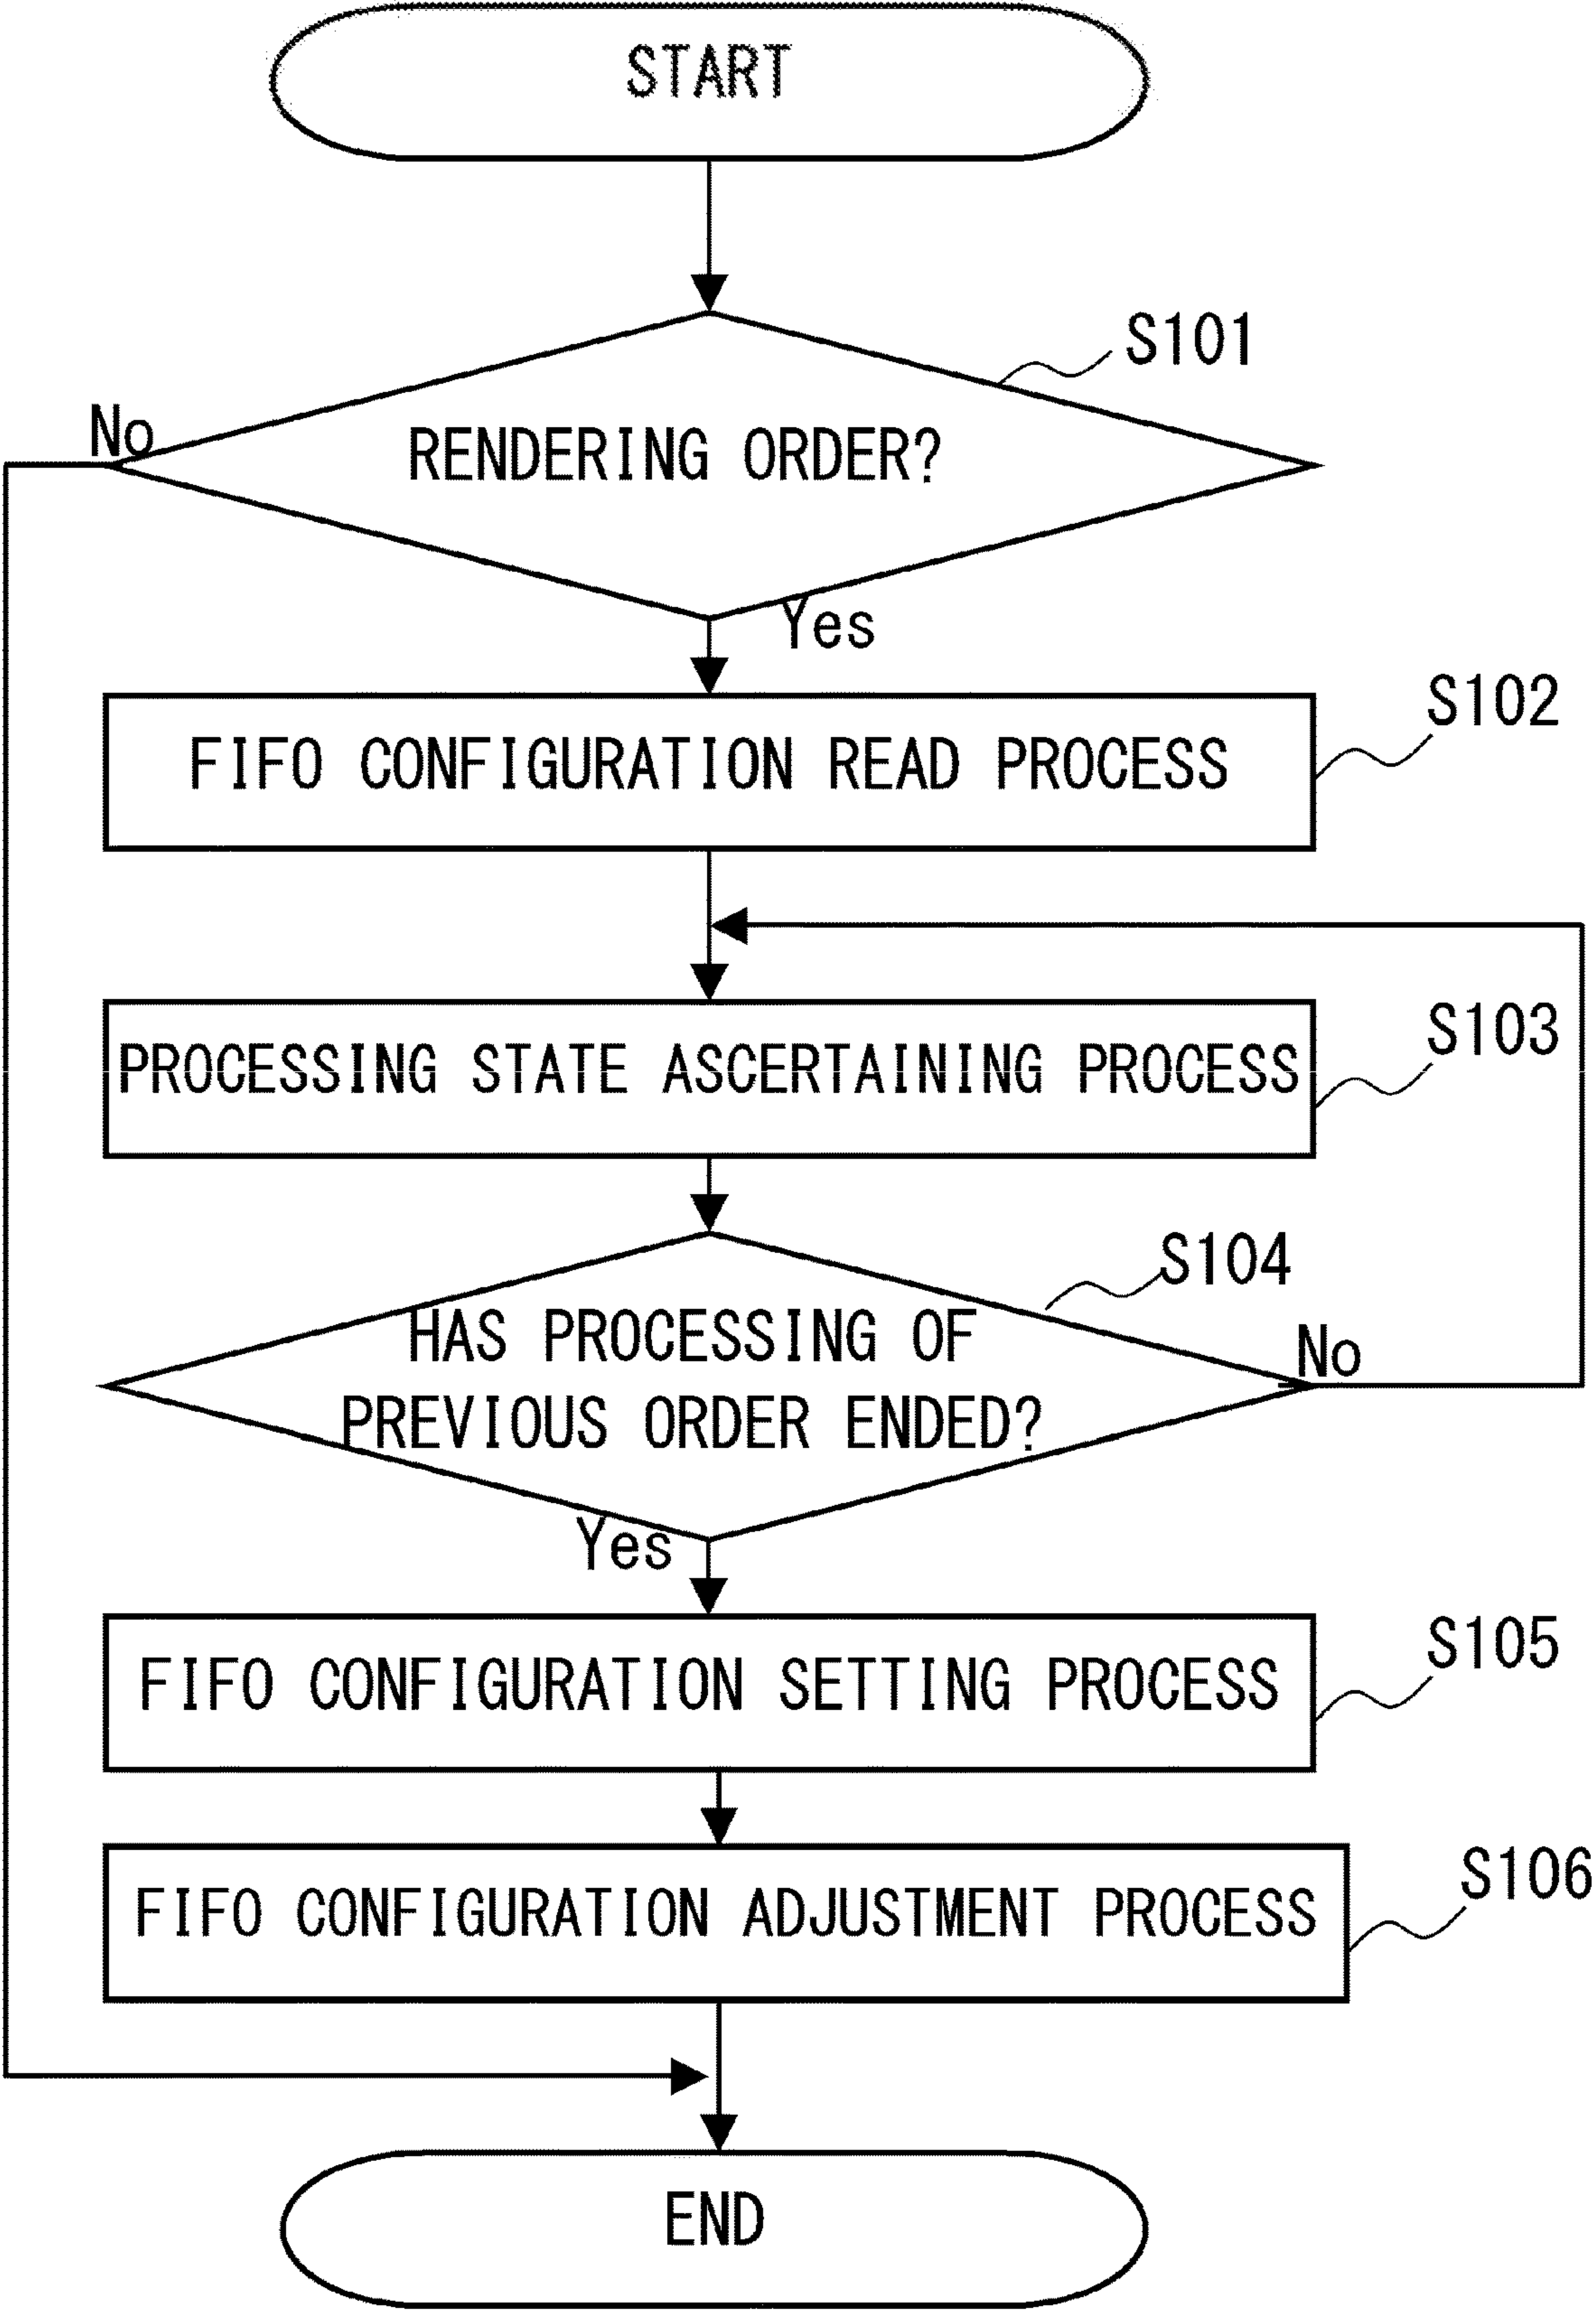 START
S101
No
RENDERING ORDER?
Yes
S102
FIFO CONFIGURATION READ PROCESS
S103
PROCESSING STATE ASCERTAINING PROCESS
S104
HAS PROCESSING OF
No
PREVIOUS ORDER ENDED?
Yes
S105
FIFO CONFIGURATION SETTING PROCESS
S106
FIFO CONFIGURATION ADJUSTMENT PROCESS
END